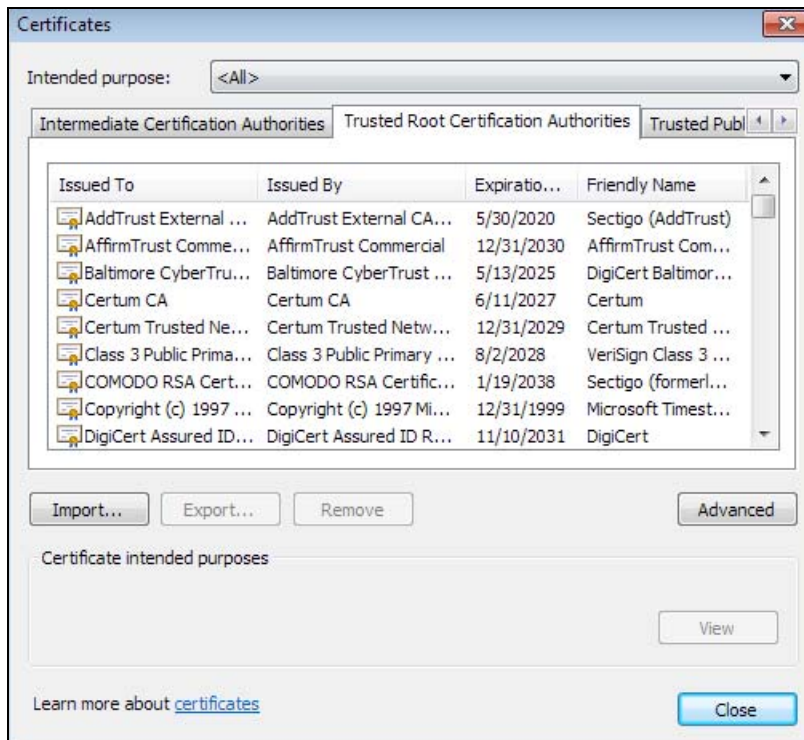 Certificates
Intended purpose: <All>
Intermediate Certification Authorities Trusted Root Certification Authorities Trusted Publ
Issued To Issued By Expiratio... Friendly Name
AddTrust External ... AddTrust External CA... 5/30/2020 Sectigo (AddTrust)
AffirmTrust Comme... AffirmTrust Commercial 12/31/2030 AffirmTrust Com...
Baltimore CyberTru... Baltimore CyberTrust ... 5/13/2025 DigiCert Baltimor...
Certum CA Certum CA 6/11/2027 Certum
Certum Trusted Ne... Certum Trusted Netw... 12/31/2029 Certum Trusted ...
Class 3 Public Prima... Class 3 Public Primary ... 8/2/2028 VeriSign Class 3 ...
COMODO RSA Cert... COMODO RSA Certific... 1/19/2038 Sectigo (formerl...
Copyright (c) 1997 ... Copyright (c) 1997 Mi... 12/31/1999 Microsoft Timest...
DigiCert Assured ID... DigiCert Assured ID R... 11/10/2031 DigiCert
Import... Export... Remove Advanced
Certificate intended purposes
View
Learn more about certificates
Close